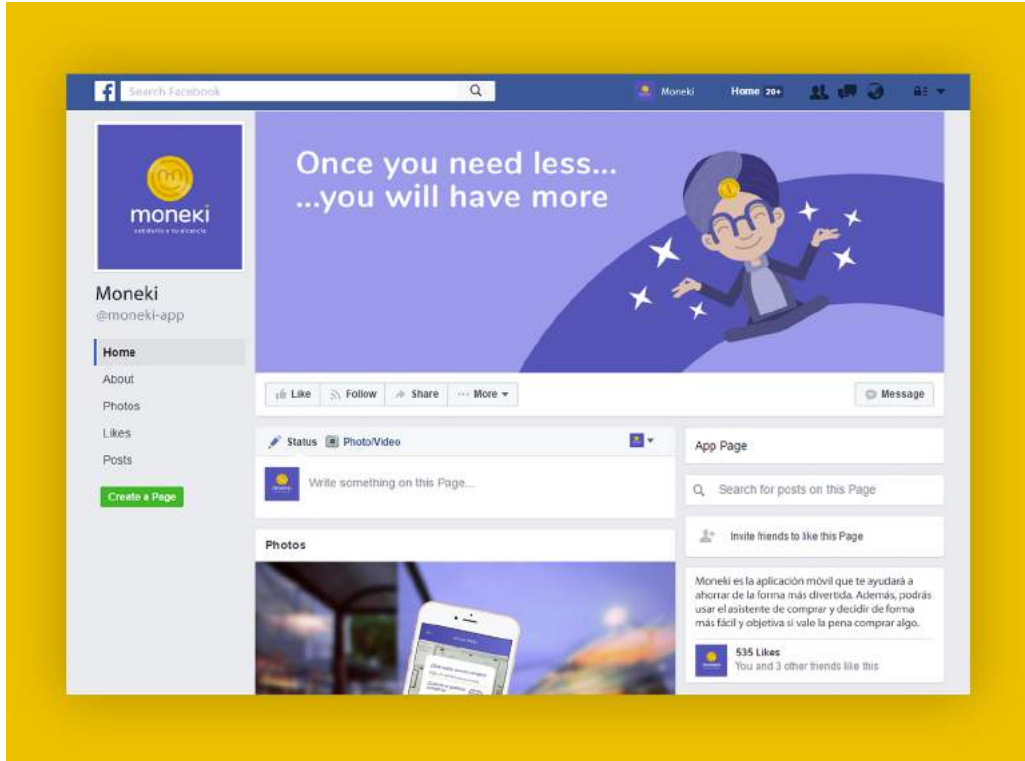 Search Facebook
Moneki
Home 20+
moneki
Once you need less...
...you will have more
Moneki
@moneki-app
Home
About
Photos
Likes
Posts
Create a Page
Like
Follow
Share
More
Message
Status
Photo/Video
Write something on this Page...
Photos
App Page
Search for posts on this Page
Invite friends to like this Page
Moneki es la aplicación móvil que te ayudará a
ahorrar de la forma más divertida. Además, podrás
usar el asistente de comprar y decidir de forma
más fácil y objetiva si vale la pena comprar algo.
535 Likes
You and 3 other friends like this